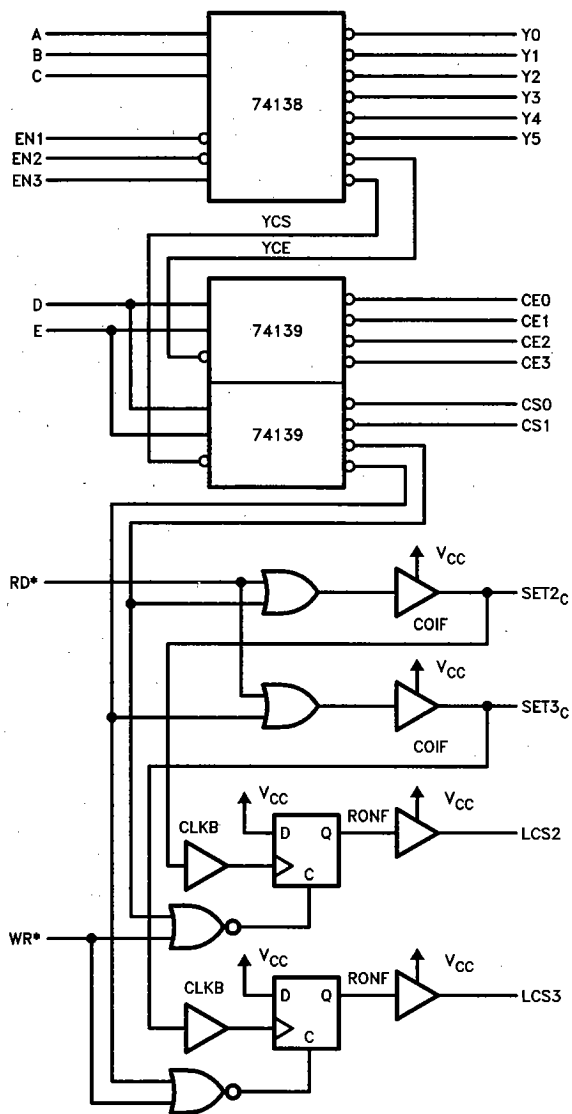 A
B
C
EN1
EN2
EN3
74138
Y0
Y1
Y2
Y3
Y4
Y5
YCS
YCE
D
E
74139
74139
CE0
CE1
CE2
CE3
CS0
CS1
RD*
VCC
COIF
SET2C
VCC
COIF
SET3C
CLKB
VCC
D Q
C
RONF
VCC
LCS2
WR*
CLKB
VCC
D Q
C
RONF
VCC
LCS3